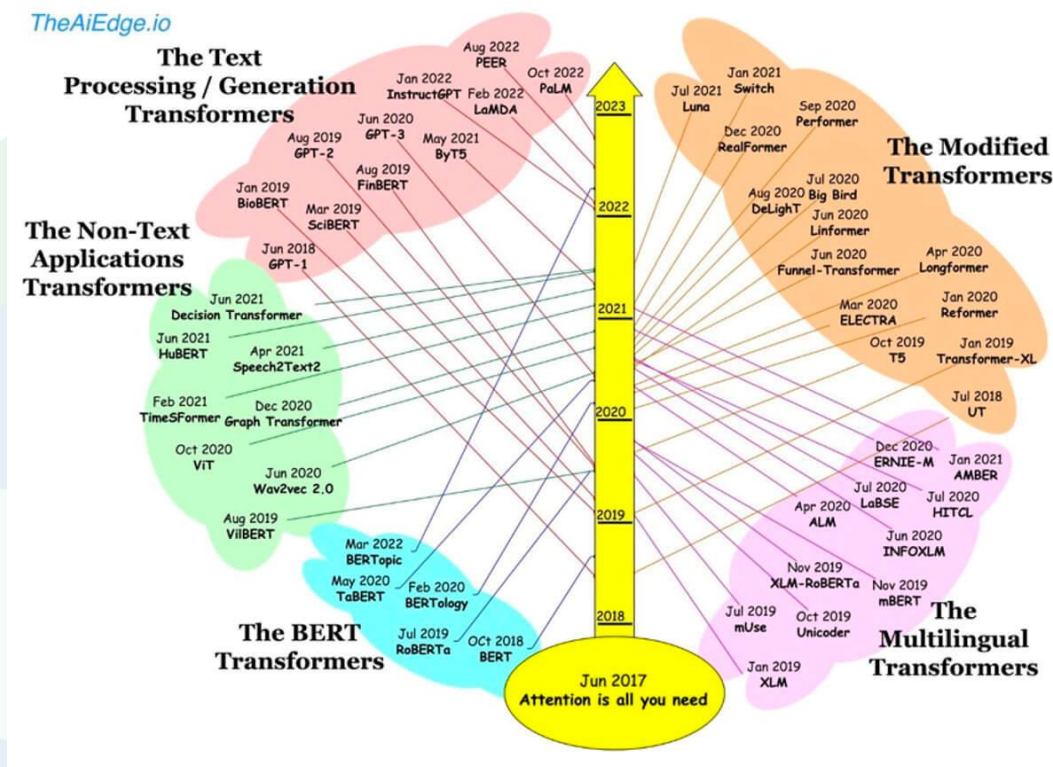 TheAiEdge.io
The Text
Processing / Generation
Transformers
Aug 2022
PEER
Oct 2022
PaLM
Jan 2022
InstructGPT
Feb 2022
LaMDA
Jun 2020
GPT-3
May 2021
ByT5
Aug 2019
GPT-2
Aug 2019
FinBERT
Jan 2019
BioBERT
Mar 2019
SciBERT
Jun 2018
GPT-1
The Non-Text
Applications
Transformers
Jun 2021
Decision Transformer
Jun 2021
HuBERT
Apr 2021
Speech2Text2
Feb 2021
TimeSFormer
Dec 2020
Graph Transformer
Oct 2020
ViT
Jun 2020
Wav2vec 2.0
Aug 2019
VilBERT
The BERT
Transformers
Mar 2022
BERTopic
May 2020
TaBERT
Feb 2020
BERTology
Jul 2019
RoBERTa
OCt 2018
BERT
2023
2022
2021
2020
2019
2018
Jun 2017
Attention is all you need
The Modified
Transformers
Jan 2021
Switch
Jul 2021
Luna
Sep 2020
Performer
Dec 2020
RealFormer
Jul 2020
Big Bird
Aug 2020
DeLighT
Jun 2020
Linformer
Jun 2020
Funnel-Transformer
Apr 2020
Longformer
Mar 2020
ELECTRA
Jan 2020
Reformer
Oct 2019
T5
Jan 2019
Transformer-XL
Jul 2018
UT
The
Multilingual
Transformers
Dec 2020
ERNIE-M
Jan 2021
AMBER
Jul 2020
LaBSE
Jul 2020
HITCL
Apr 2020
ALM
Jun 2020
INFOXLM
Nov 2019
XLM-RoBERTa
Nov 2019
mBERT
Jul 2019
mUse
Oct 2019
Unicoder
Jan 2019
XLM